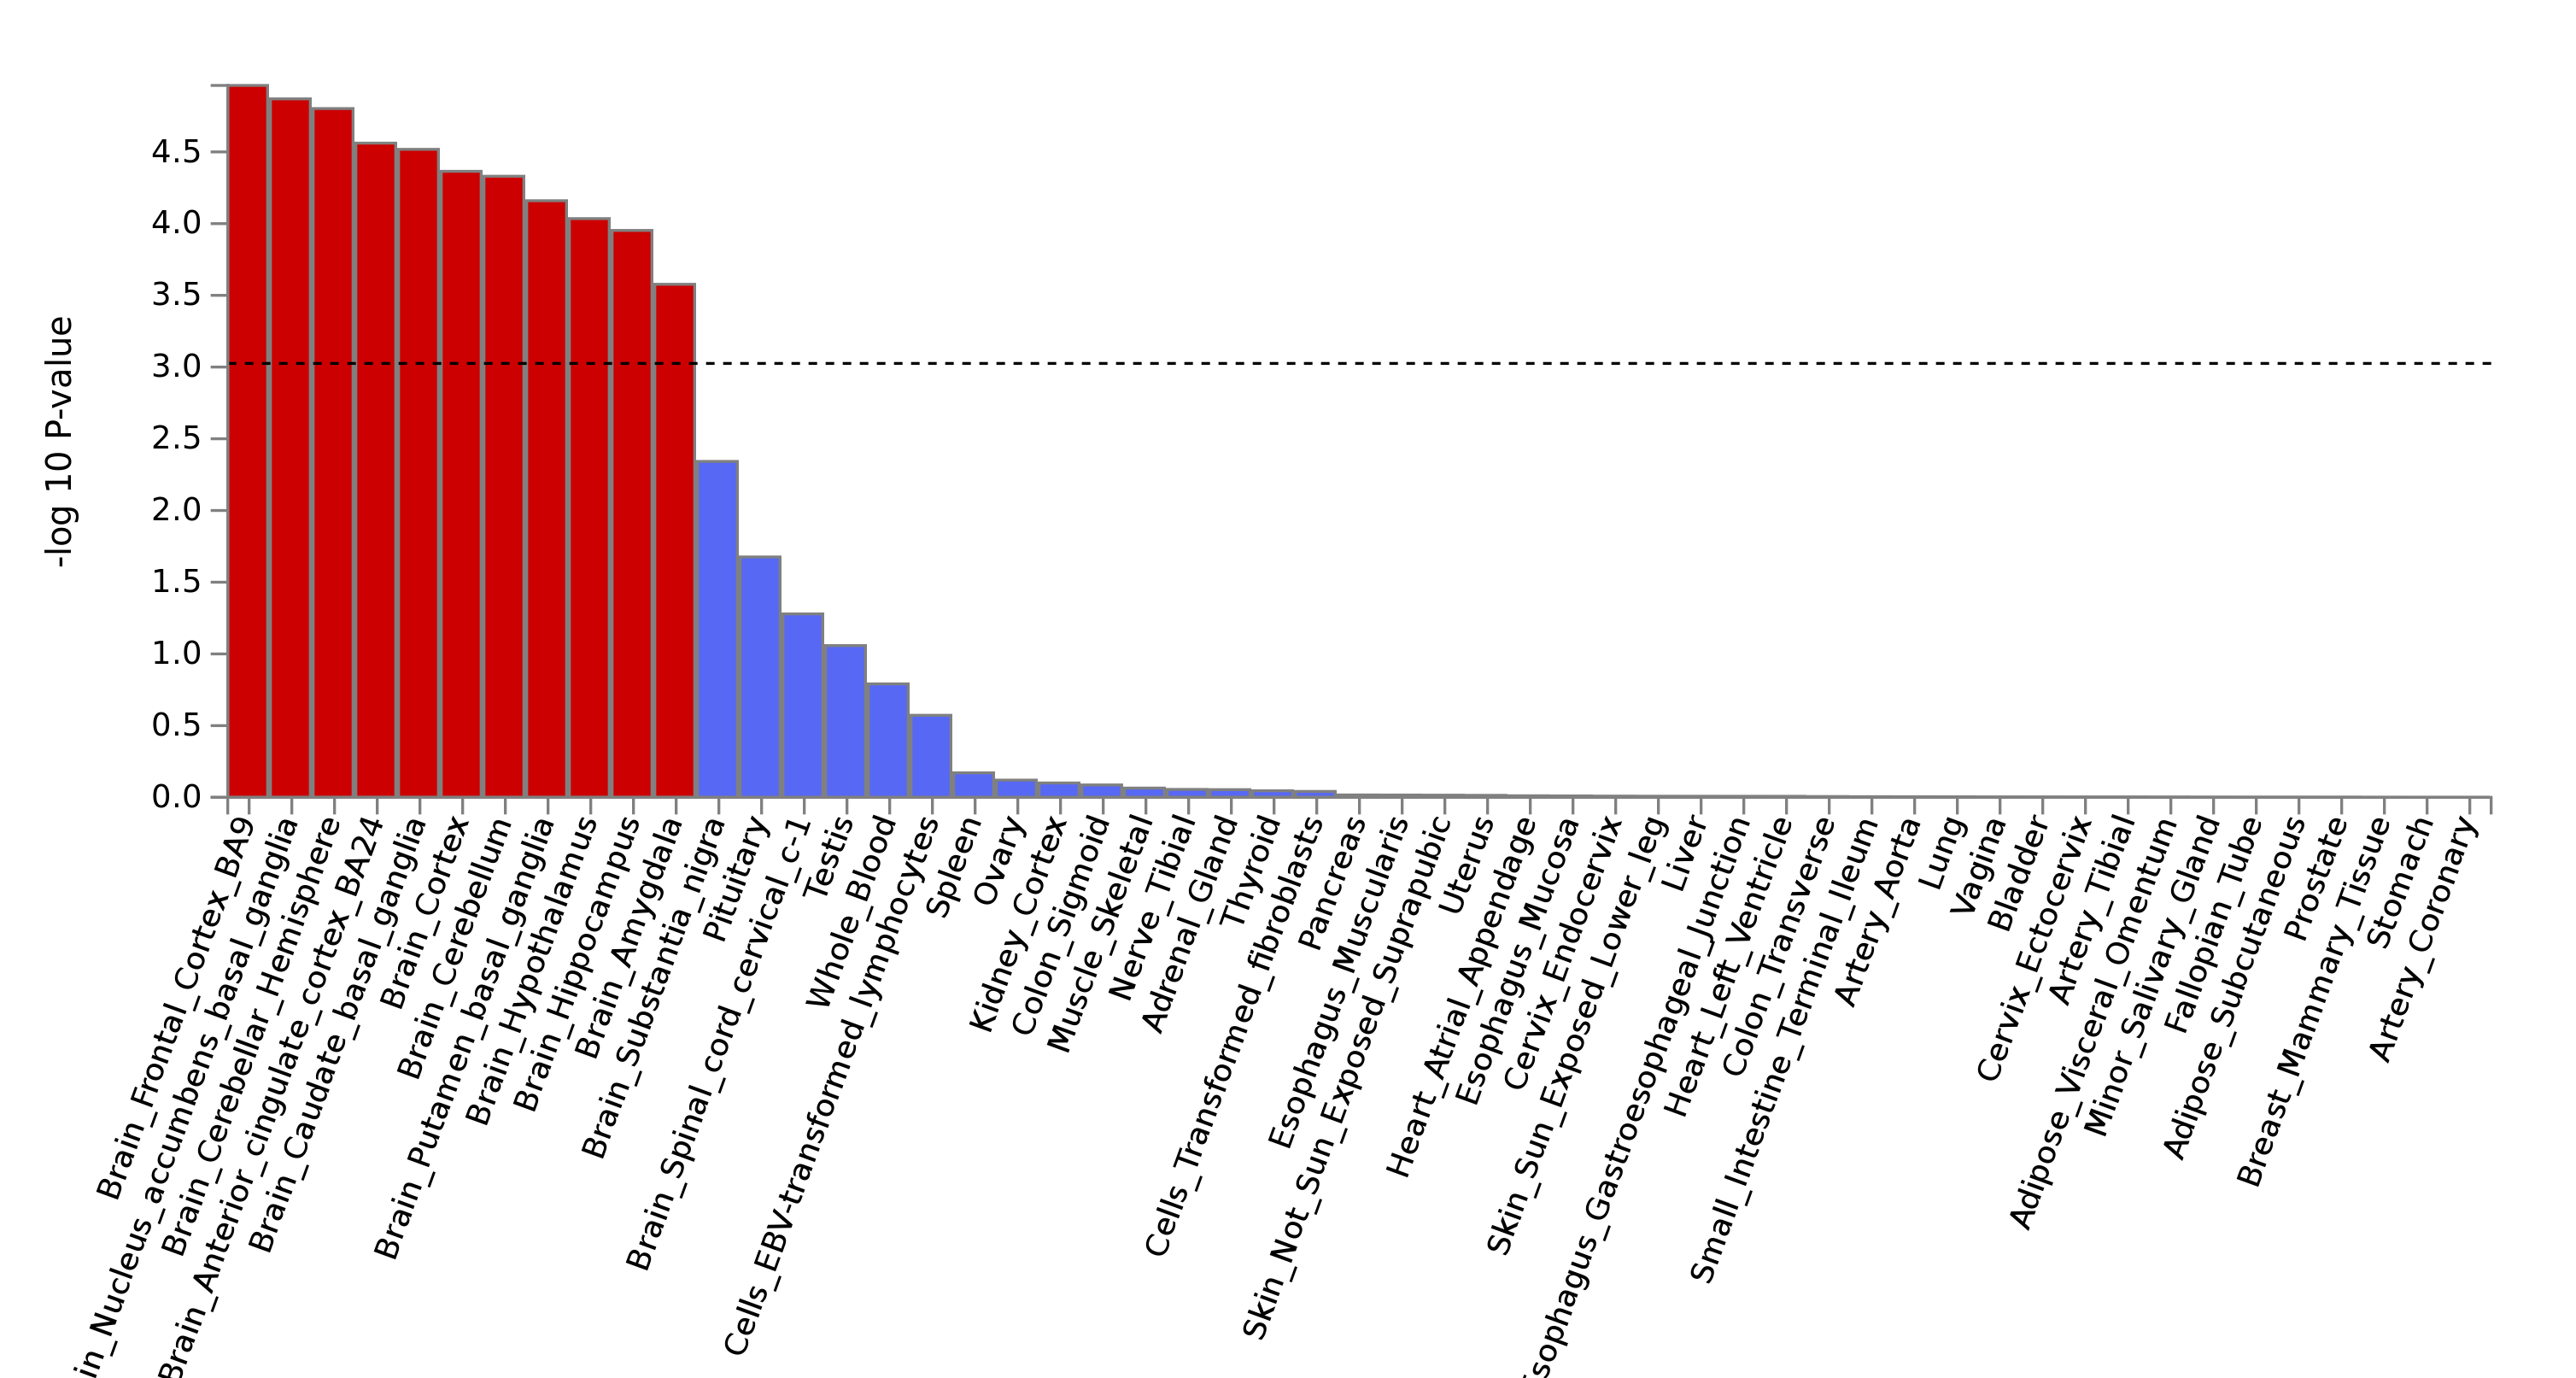 -log 10 P-value
4.5
4.0
3.5
3.0
2.5
2.0
1.5
1.0
0.5
0.0
Brain_Frontal_Cortex_BA9
in_Nucleus_accumbens_basal_ganglia
Brain_Cerebellar_Hemisphere
Brain_Anterior_cingulate_cortex_BA24
Brain_Caudate_basal_ganglia
Brain_Cortex
Brain_Cerebellum
Brain_Putamen_basal_ganglia
Brain_Hypothalamus
Brain_Hippocampus
Brain_Amygdala
Brain_Substantia_nigra
Pituitary
Brain_Spinal_cord_cervical_c-1
Testis
Whole_Blood
Cells_EBV-transformed_lymphocytes
Spleen
Ovary
Kidney_Cortex
Colon_Sigmoid
Muscle_Skeletal
Nerve_Tibial
Adrenal_Gland
Thyroid
Cells_Transformed_fibroblasts
Pancreas
Esophagus_Muscularis
Skin_Not_Sun_Exposed_Suprapubic
Uterus
Heart_Atrial_Appendage
Esophagus_Mucosa
Cervix_Endocervix
Skin_Sun_Exposed_Lower_leg
Liver
Esophagus_Gastroesophageal_Junction
Heart_Left_Ventricle
Colon_Transverse
Small_Intestine_Terminal_Ileum
Artery_Aorta
Lung
Vagina
Bladder
Cervix_Ectocervix
Artery_Tibial
Adipose_Visceral_Omentum
Minor_Salivary_Gland
Fallopian_Tube
Adipose_Subcutaneous
Prostate
Breast_Mammary_Tissue
Stomach
Artery_Coronary